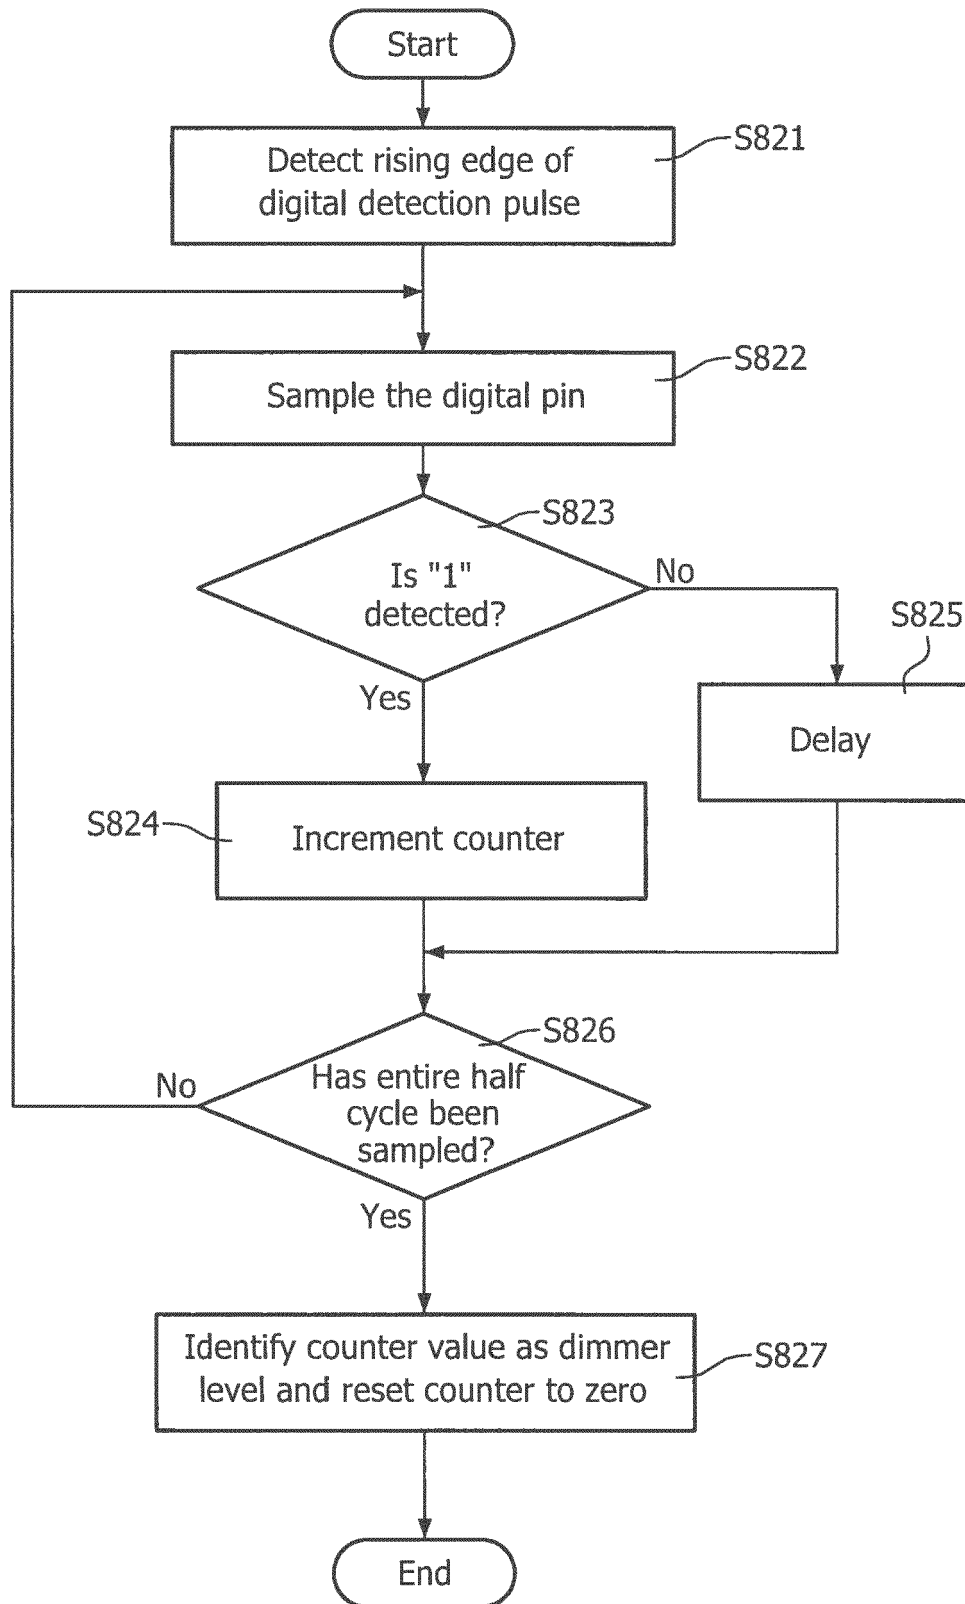 Start
S821
Detect rising edge of
digital detection pulse
S822
Sample the digital pin
S823
Is "1"
detected?
No
Yes
S825
Delay
S824
Increment counter
S826
Has entire half
cycle been
sampled?
No
Yes
Identify counter value as dimmer
level and reset counter to zero
S827
End